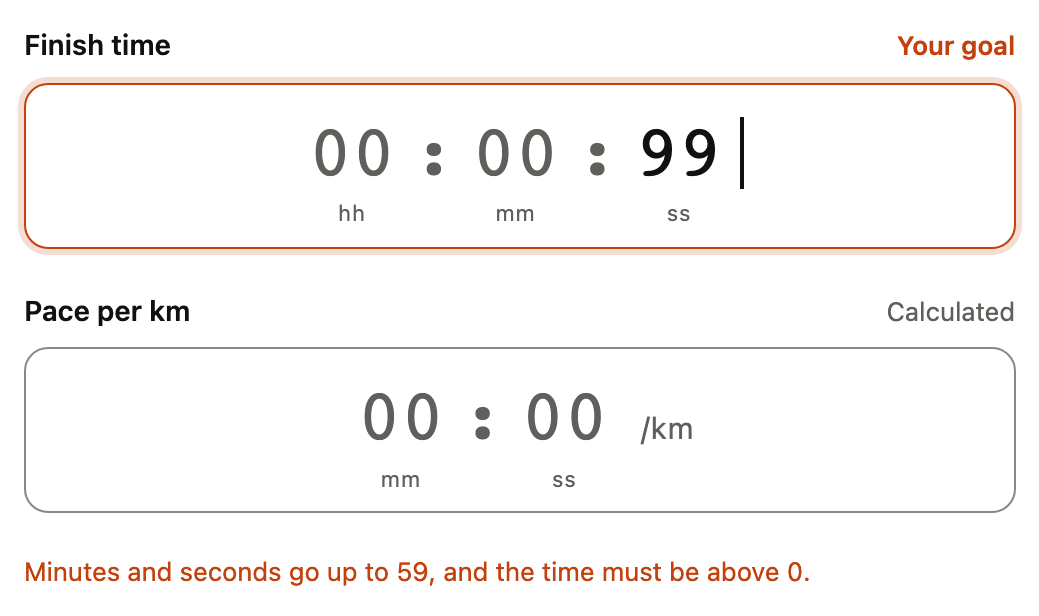 Finish time
Your goal
00 : 00 : 99
hh mm ss
Pace per km
Calculated
00 : 00 /km
mm ss
Minutes and seconds go up to 59, and the time must be above 0.